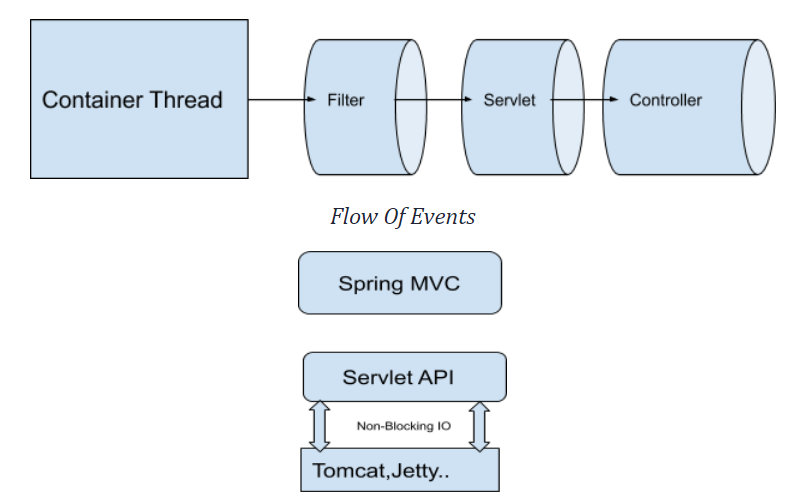 Container Thread
Filter
Servlet
Controller
Flow Of Events
Spring MVC
Servlet API
Non-Blocking IO
Tomcat,Jetty..